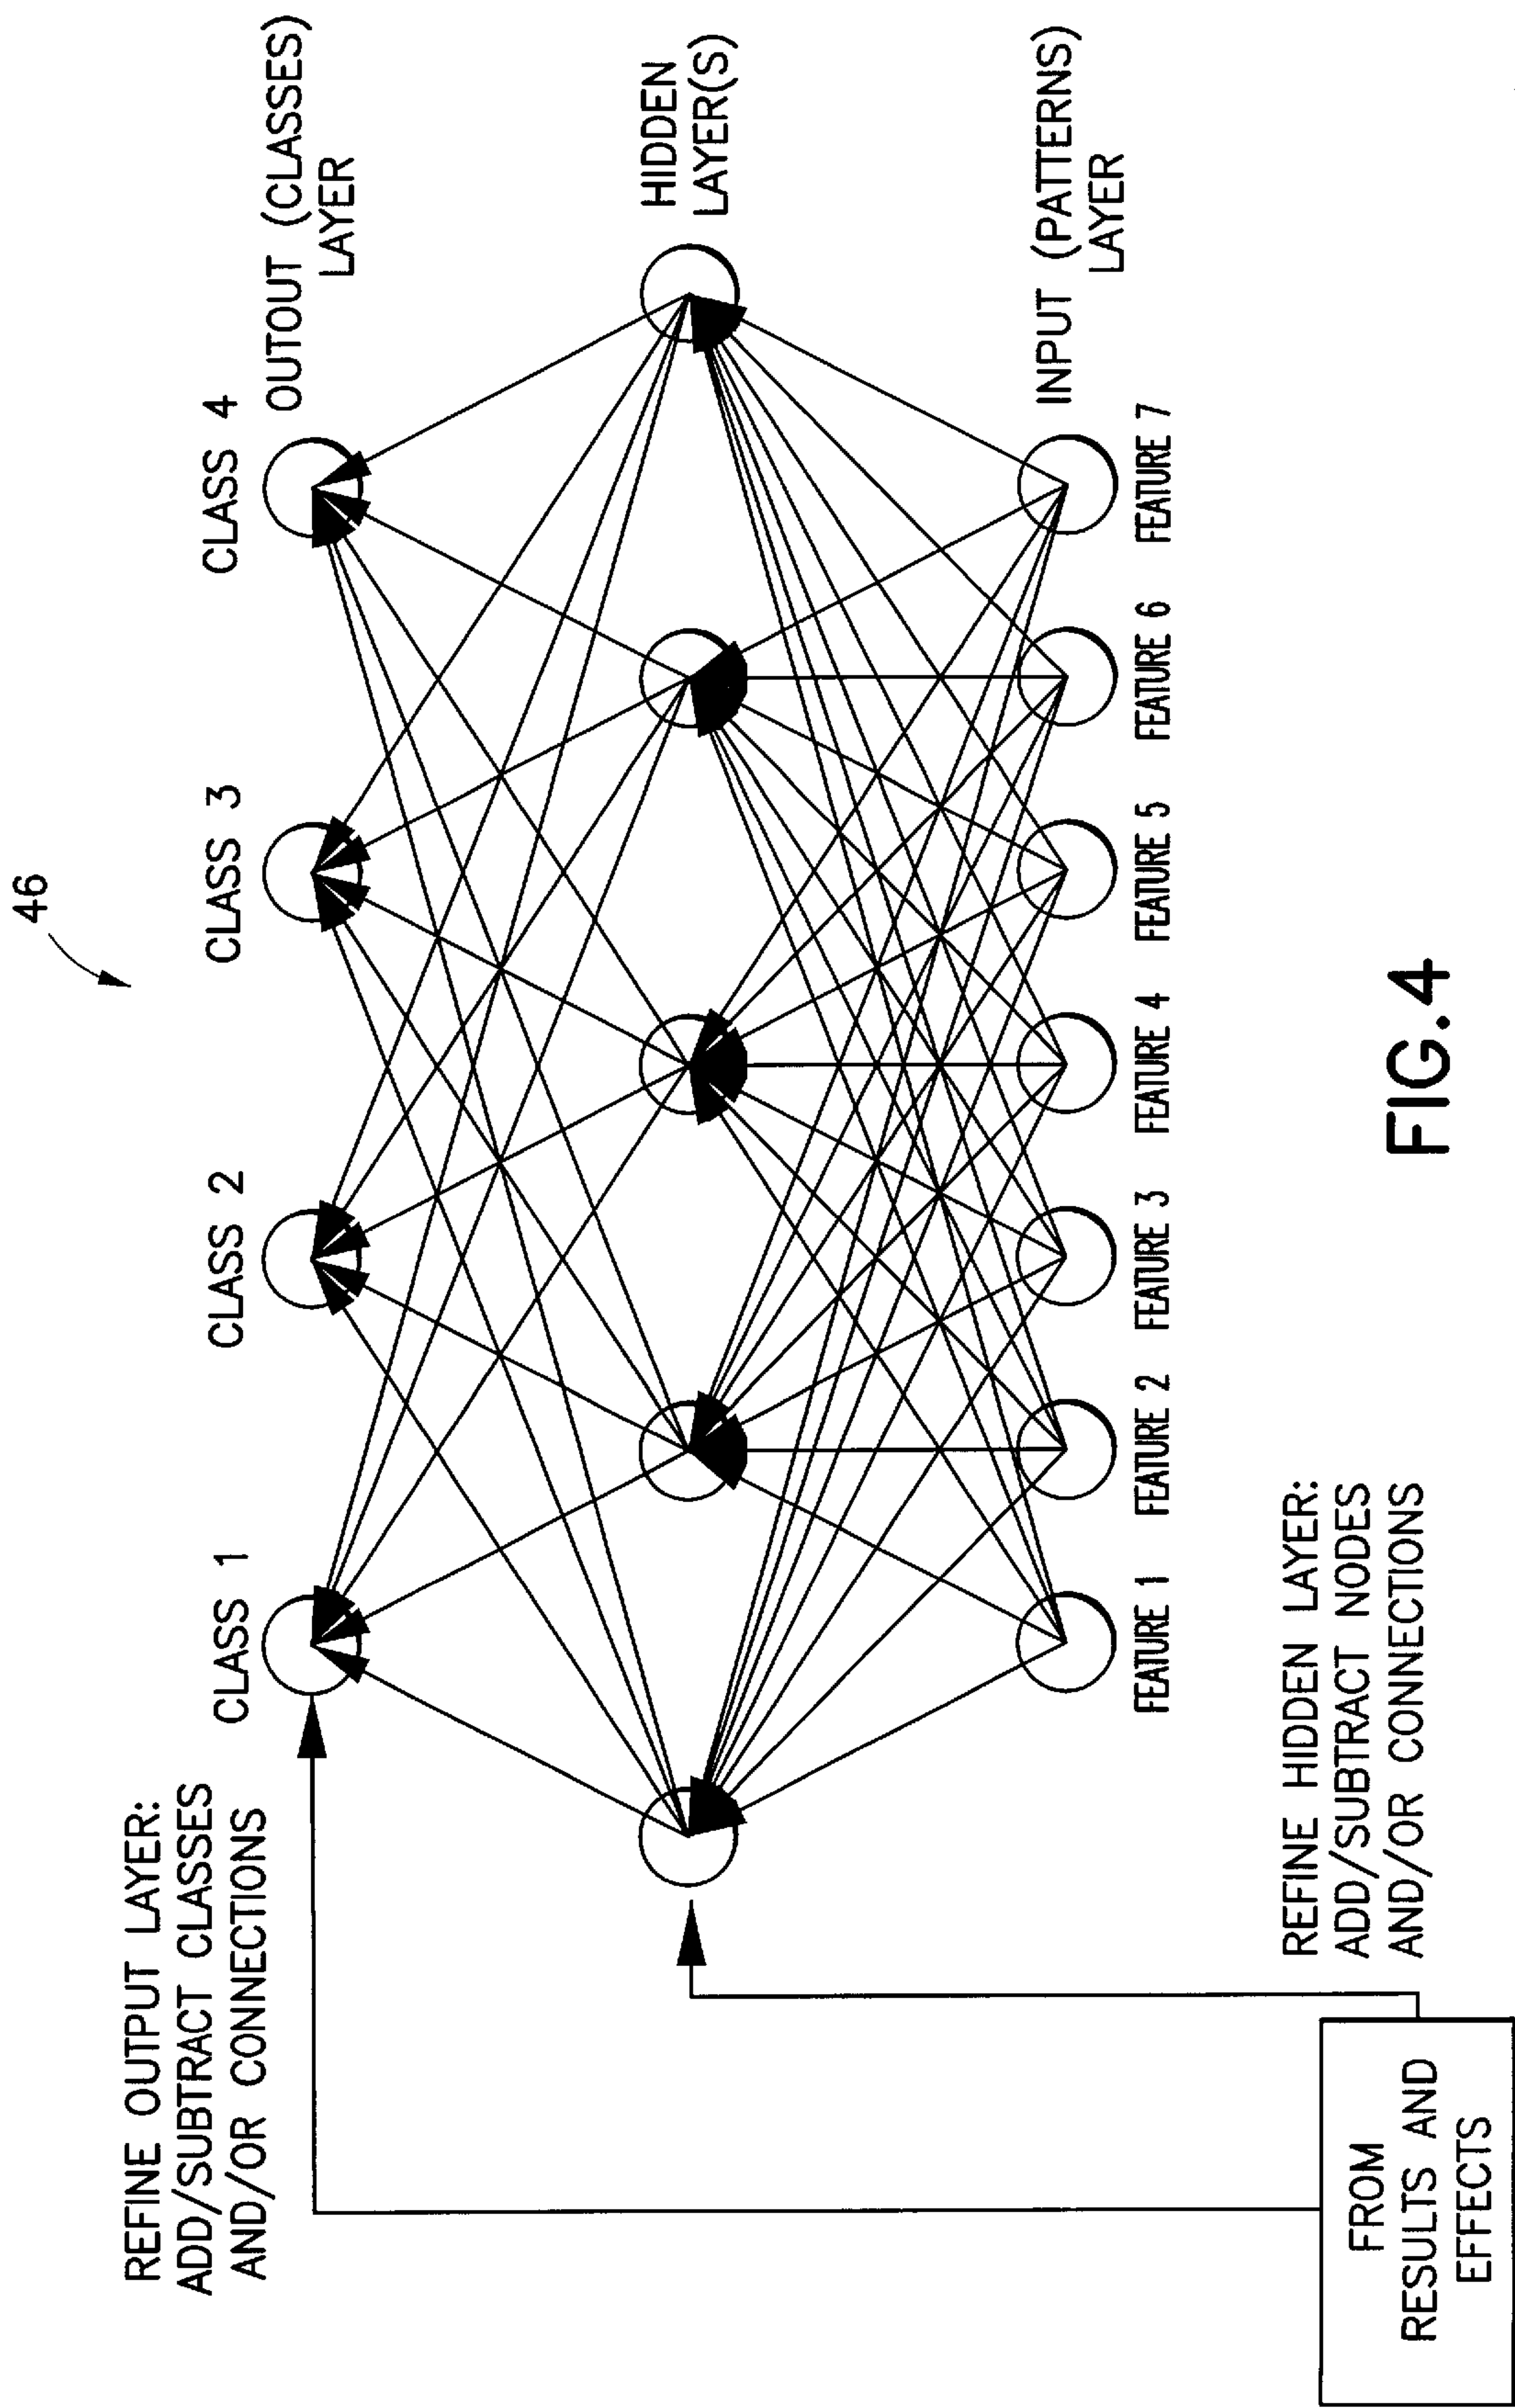 46
REFINE OUTPUT LAYER:
ADD/SUBTRACT CLASSES
AND/OR CONNECTIONS
CLASS 1
CLASS 2
CLASS 3
CLASS 4
OUTOUT (CLASSES)
LAYER
HIDDEN
LAYER(S)
INPUT (PATTERNS)
LAYER
FEATURE 1
FEATURE 2
FEATURE 3
FEATURE 4
FEATURE 5
FEATURE 6
FEATURE 7
REFINE HIDDEN LAYER:
ADD/SUBTRACT NODES
AND/OR CONNECTIONS
FROM
RESULTS AND
EFFECTS
FIG.4